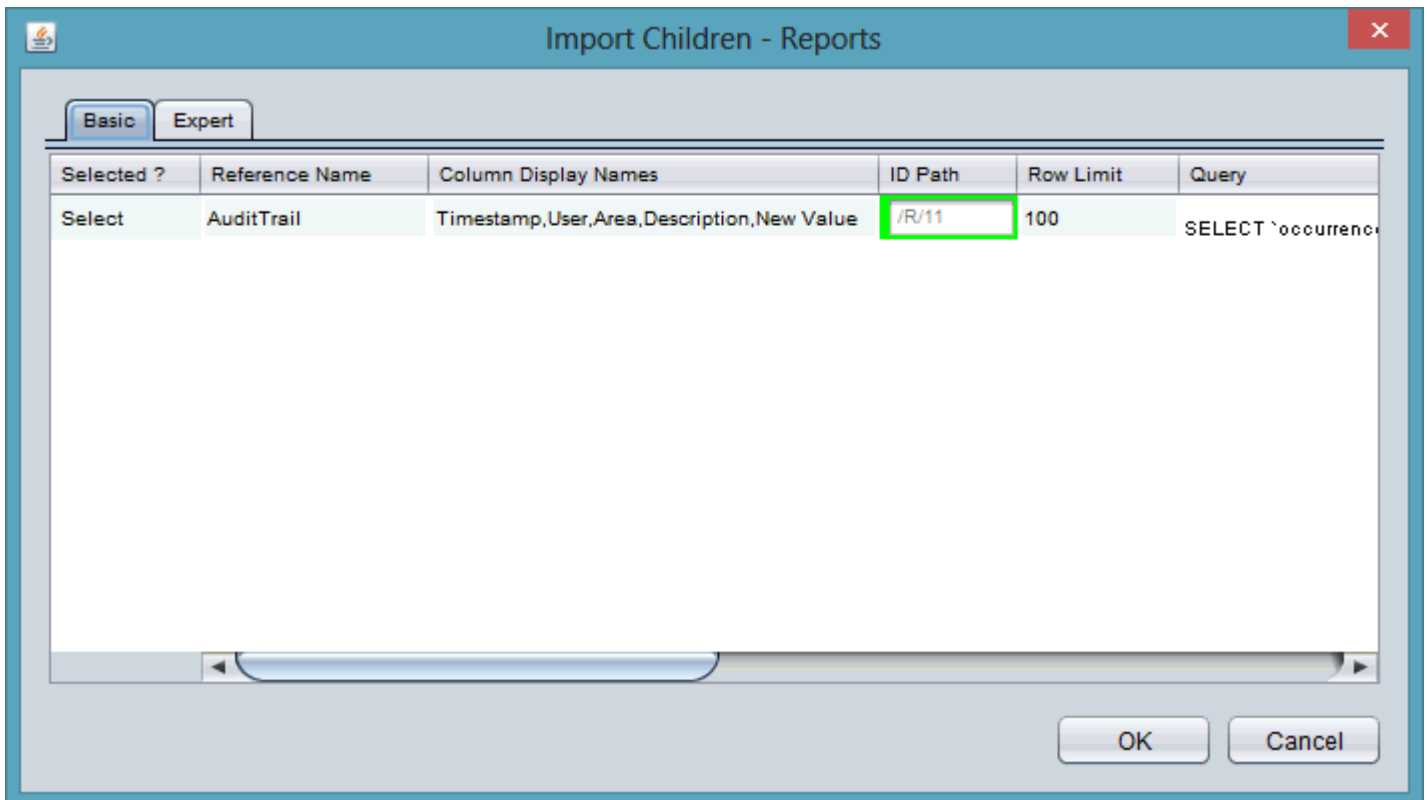 Import Children - Reports
Basic Expert
Selected ? Reference Name Column Display Names ID Path Row Limit Query
Select AuditTrail Timestamp,User,Area,Description,New Value /R/11 100 SELECT `occurrenc
OK Cancel